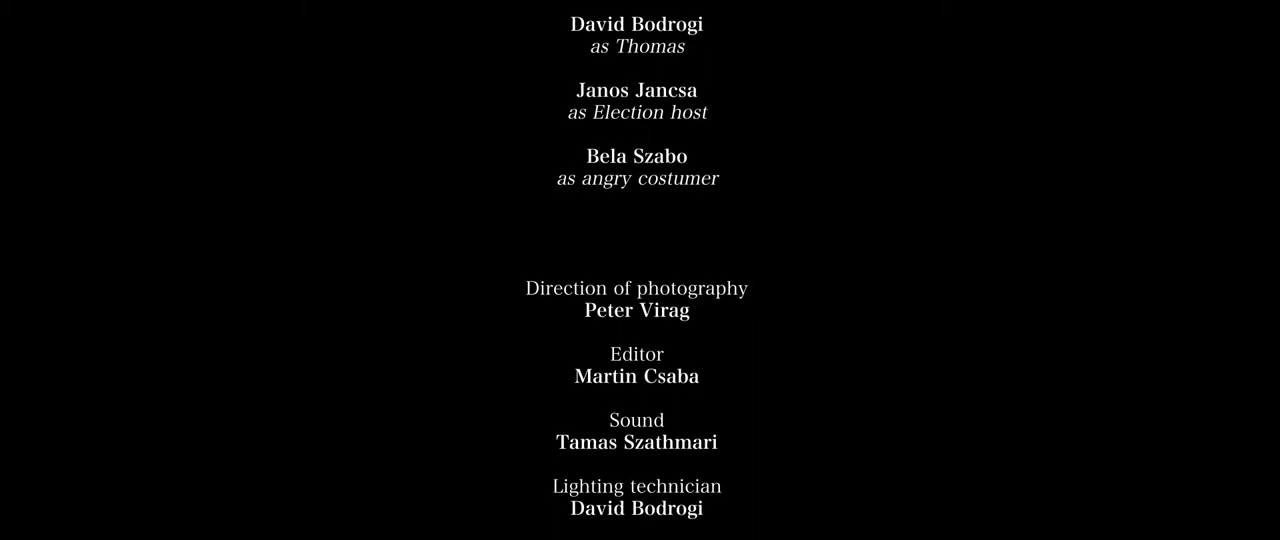 David Bodrogi
as Thomas
Janos Jancsa
as Election host
Bela Szabo
as angry costumer
Direction of photography
Peter Virag
Editor
Martin Csaba
Sound
Tamas Szathmari
Lighting technician
David Bodrogi